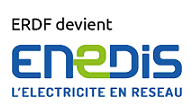 ERDF devient
eneDis
L'ELECTRICITE EN RESEAU